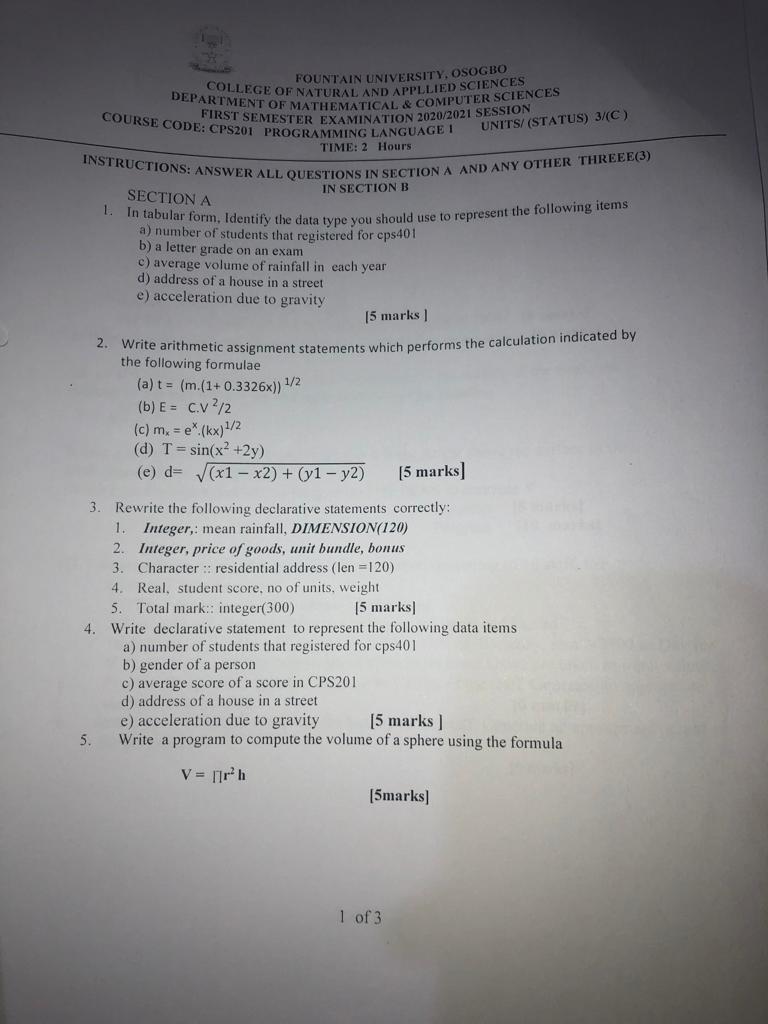 FOUNTAIN UNIVERSITY, OSOGBO
COLLEGE OF NATURAL AND APPLLIED SCIENCES
DEPARTMENT OF MATHEMATICAL & COMPUTER SCIENCES
FIRST SEMESTER EXAMINATION 2020/2021 SESSION
COURSE CODE: CPS201 PROGRAMMING LANGUAGE I UNITS/ (STATUS) 3/(C )
TIME: 2 Hours
INSTRUCTIONS: ANSWER ALL QUESTIONS IN SECTION A AND ANY OTHER THREEE(3)
IN SECTION B
SECTION A
1. In tabular form, Identify the data type you should use to represent the following items
a) number of students that registered for cps401
b) a letter grade on an exam
c) average volume of rainfall in each year
d) address of a house in a street
e) acceleration due to gravity
[5 marks ]
2. Write arithmetic assignment statements which performs the calculation indicated by
the following formulae
(a) t = (m.(1+ 0.3326x)) ^1/2
(b) E = C.V ^2/2
(c) mₓ = eˣ.(kx)^1/2
(d) T = sin(x² +2y)
(e) d= √(x1 − x2) + (y1 − y2) [5 marks]
3. Rewrite the following declarative statements correctly:
1. Integer,: mean rainfall, DIMENSION(120)
2. Integer, price of goods, unit bundle, bonus
3. Character :: residential address (len =120)
4. Real, student score, no of units, weight
5. Total mark:: integer(300) [5 marks]
4. Write declarative statement to represent the following data items
a) number of students that registered for cps401
b) gender of a person
c) average score of a score in CPS201
d) address of a house in a street
e) acceleration due to gravity [5 marks ]
5. Write a program to compute the volume of a sphere using the formula
V = ∏r² h
[5marks]
1 of 3